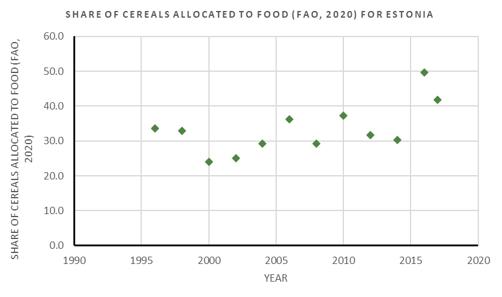 SHARE OF CEREALS ALLOCATED TO FOOD (FAO, 2020) FOR ESTONIA
SHARE OF CEREALS ALLOCATED TO FOOD (FAO,
2020)
60.0
50.0
40.0
30.0
20.0
10.0
0.0
1990 1995 2000 2005 2010 2015 2020
YEAR